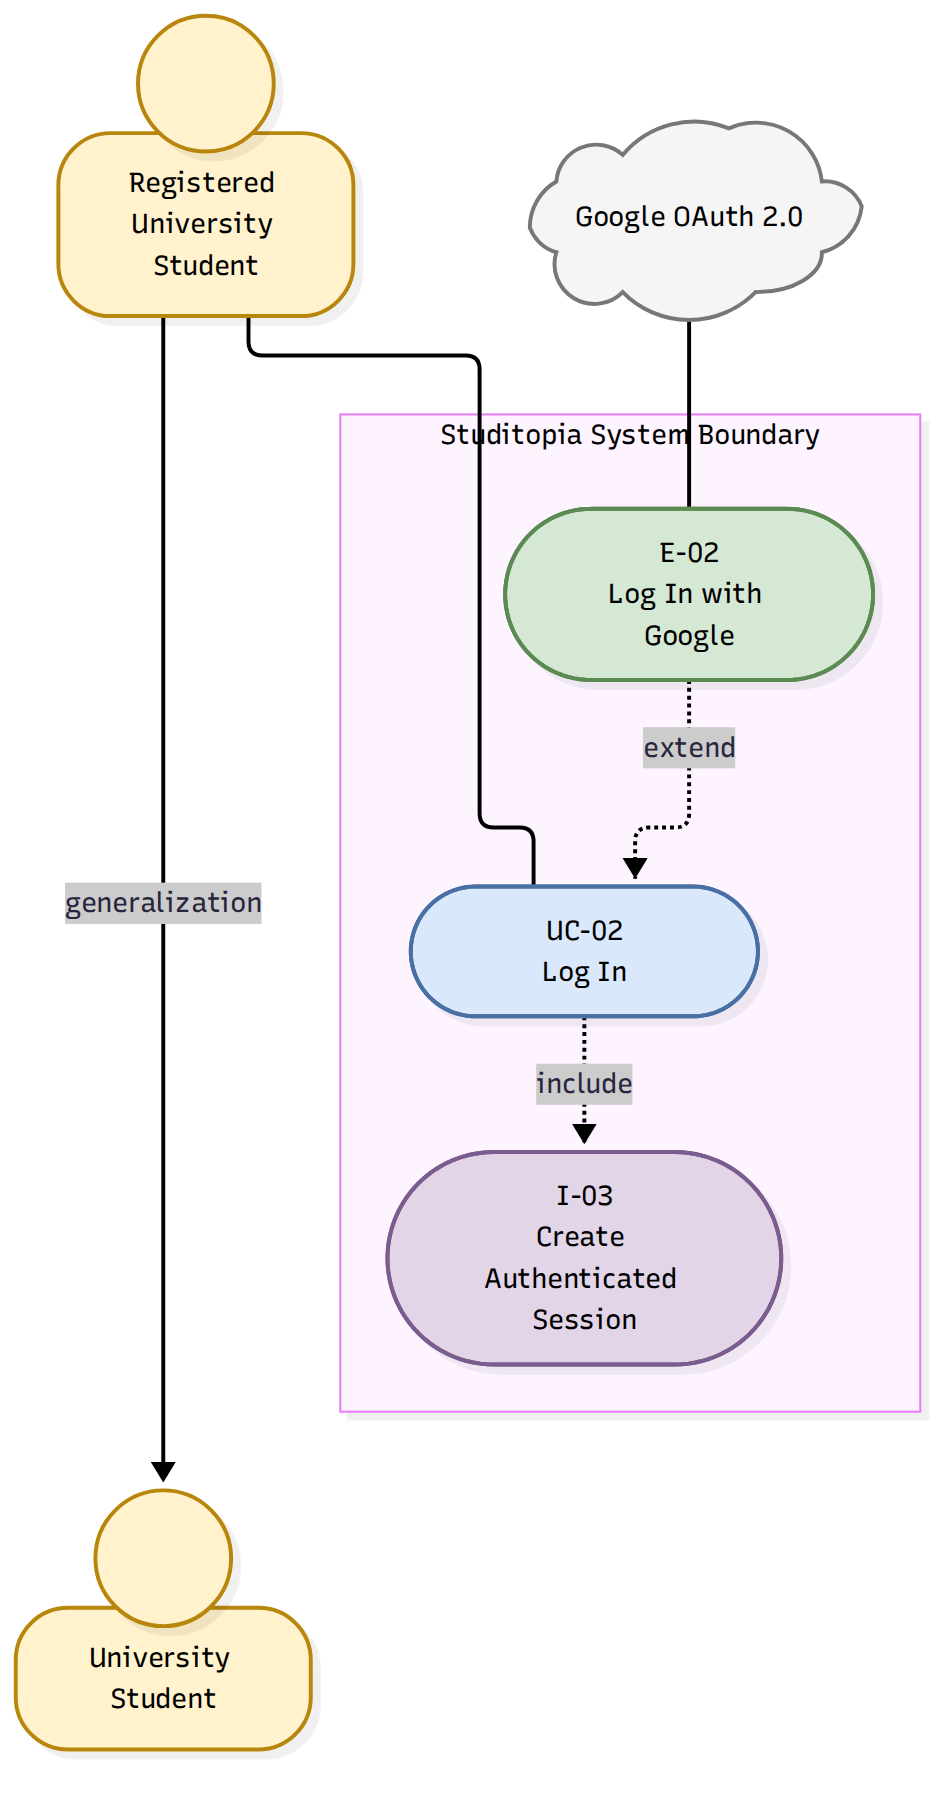 Registered
University
Student
Google OAuth 2.0
Studitopia System Boundary
E-02
Log In with
Google
extend
generalization
UC-02
Log In
include
I-03
Create
Authenticated
Session
University
Student